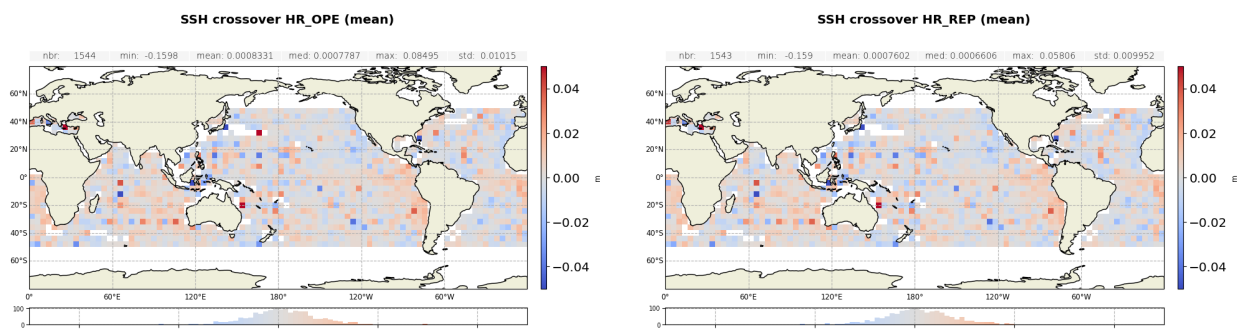 SSH crossover HR_OPE (mean)
nbr: 1544 min: -0.1598 mean: 0.0008331 med: 0.0007787 max: 0.08495 std: 0.01015
60°N
40°N
20°N
0°
20°S
40°S
60°S
0° 60°E 120°E 180° 120°W 60°W
0.04
0.02
0.00
−0.02
−0.04
m
100
0
SSH crossover HR_REP (mean)
nbr: 1543 min: -0.159 mean: 0.0007602 med: 0.0006606 max: 0.05806 std: 0.009952
60°N
40°N
20°N
0°
20°S
40°S
60°S
0° 60°E 120°E 180° 120°W 60°W
0.04
0.02
0.00
−0.02
−0.04
m
100
0